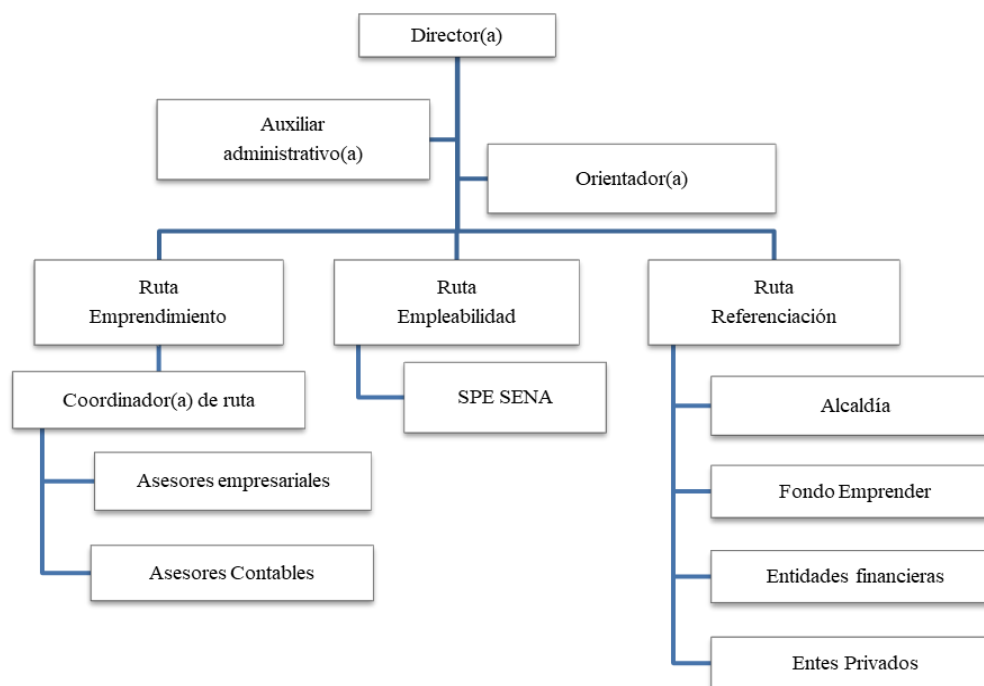 Director(a)
Auxiliar
administrativo(a)
Orientador(a)
Ruta
Emprendimiento
Ruta
Empleabilidad
Ruta
Referenciación
Coordinador(a) de ruta
SPE SENA
Alcaldía
Asesores empresariales
Fondo Emprender
Asesores Contables
Entidades financieras
Entes Privados